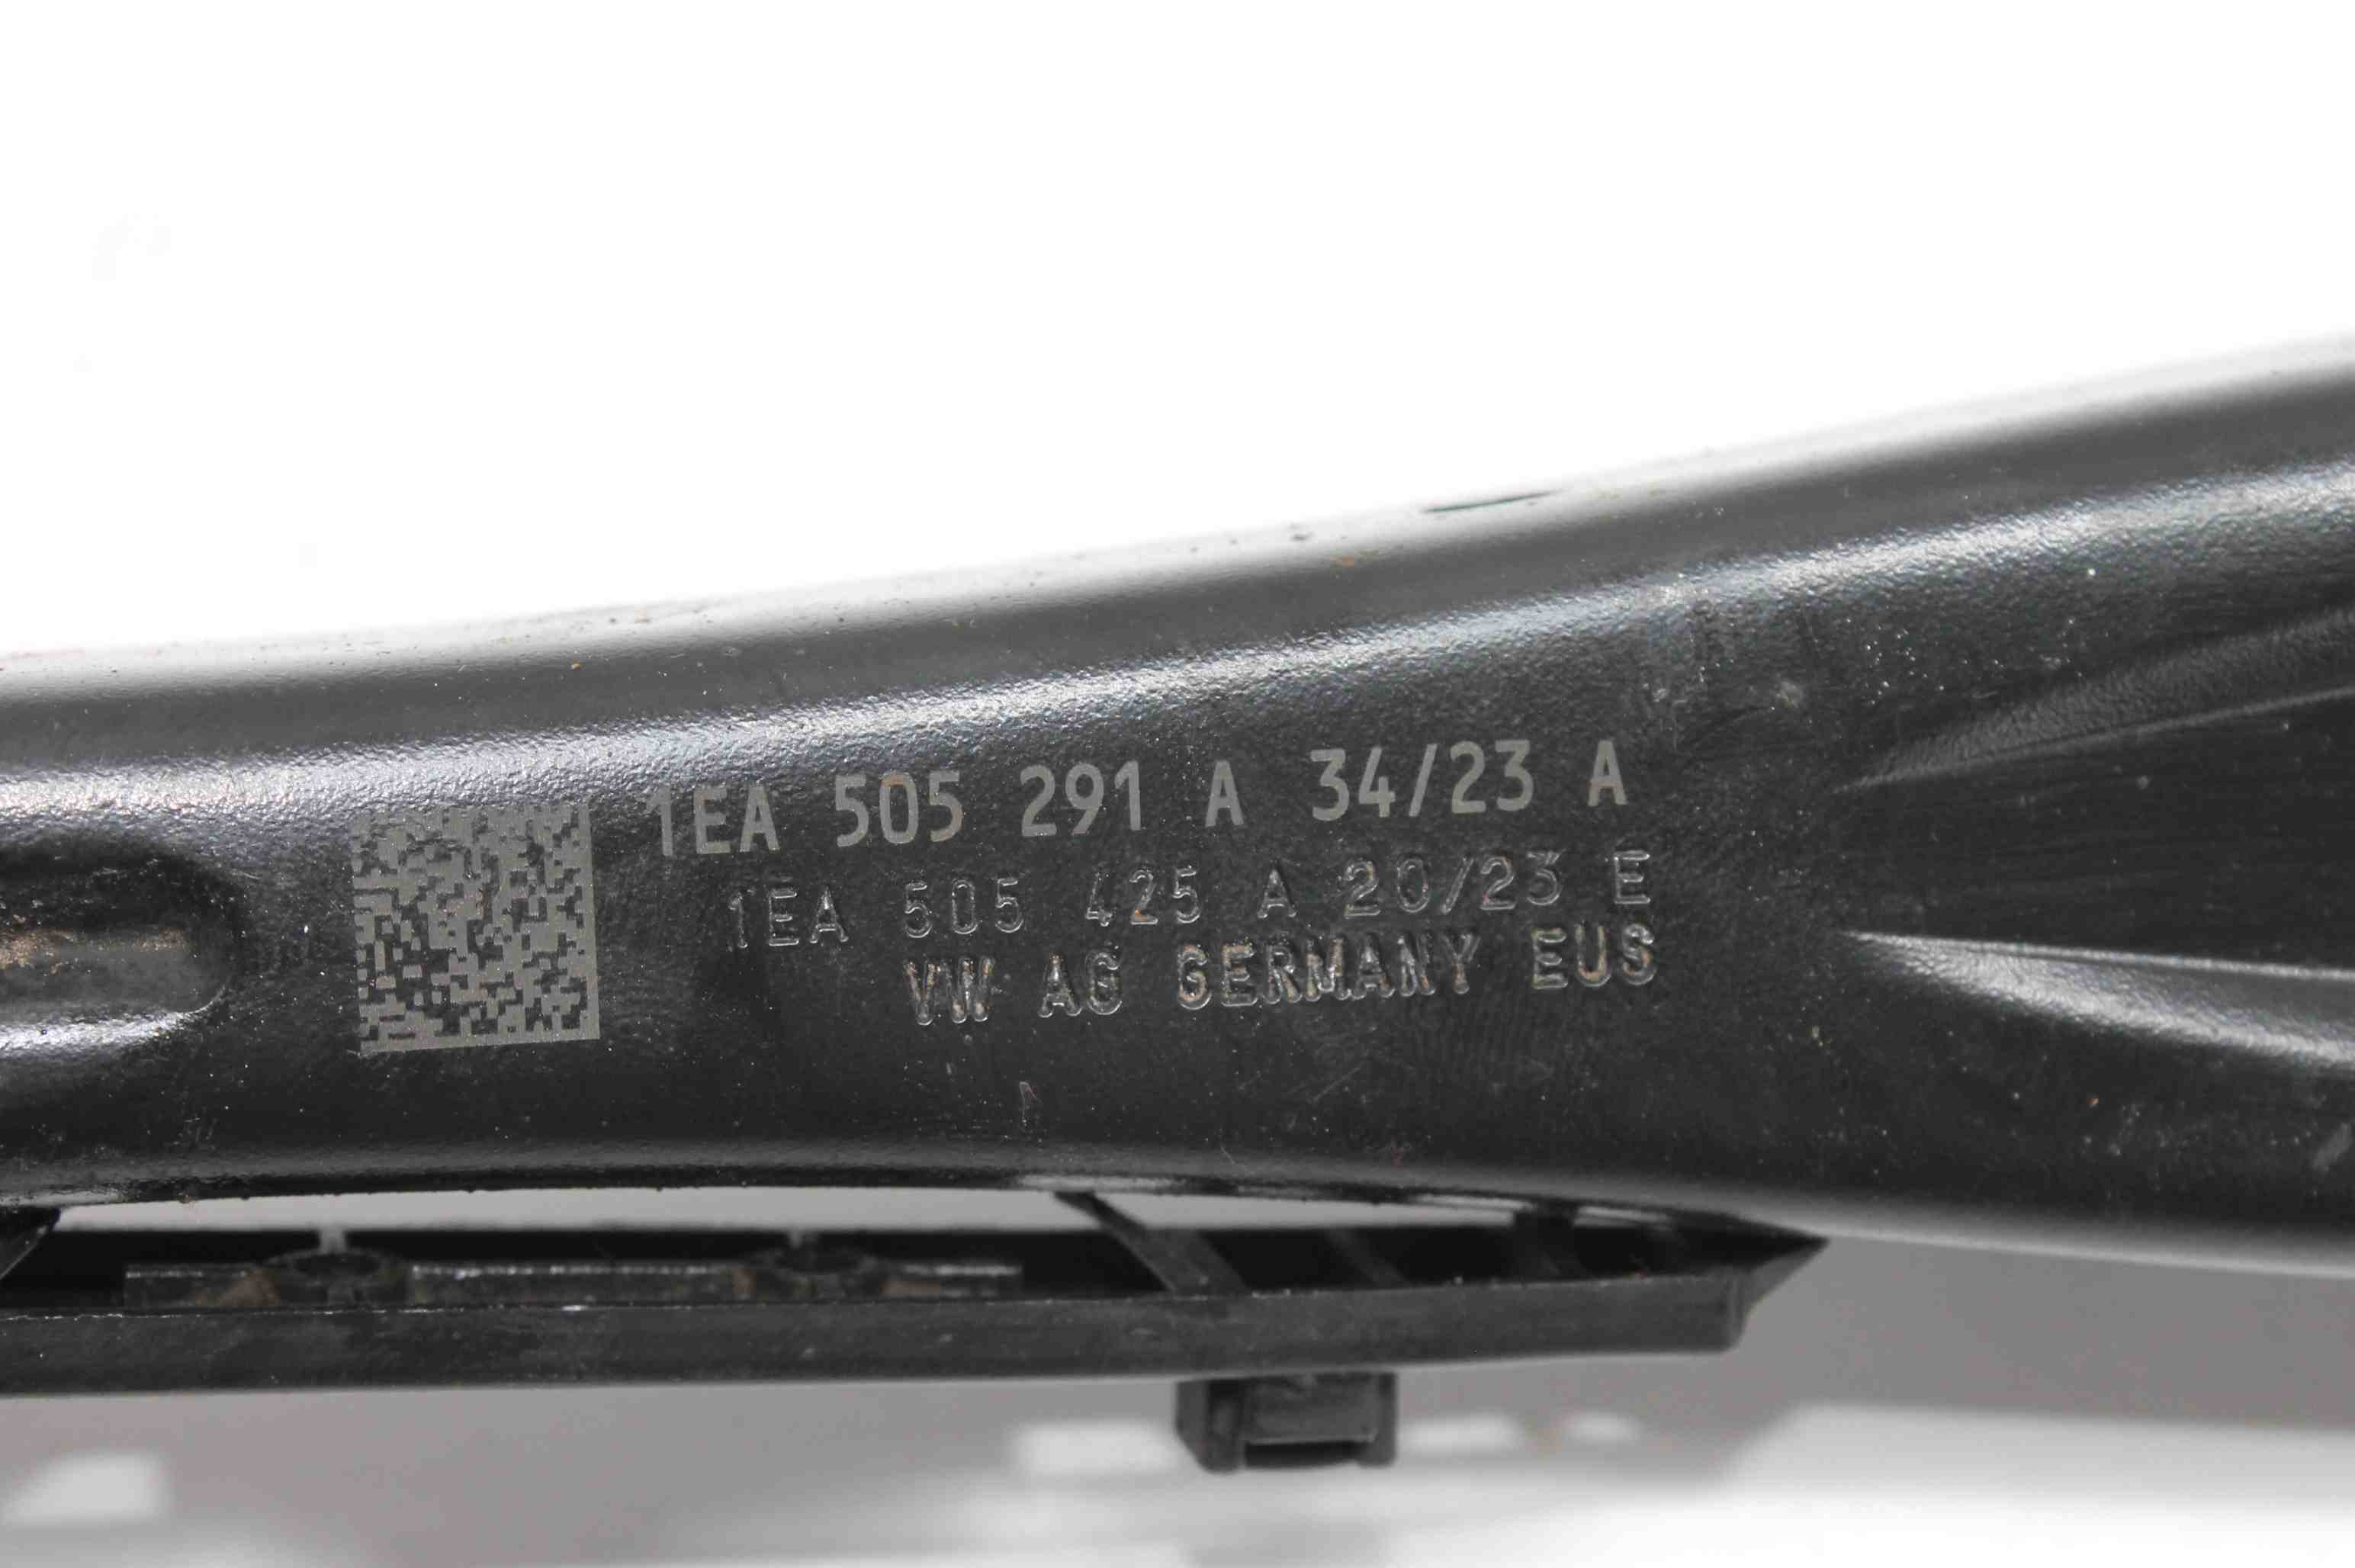 1EA 505 291 A 34/23 A
1EA 505 425 A 20/23 E
VW AG GERMANY EUS